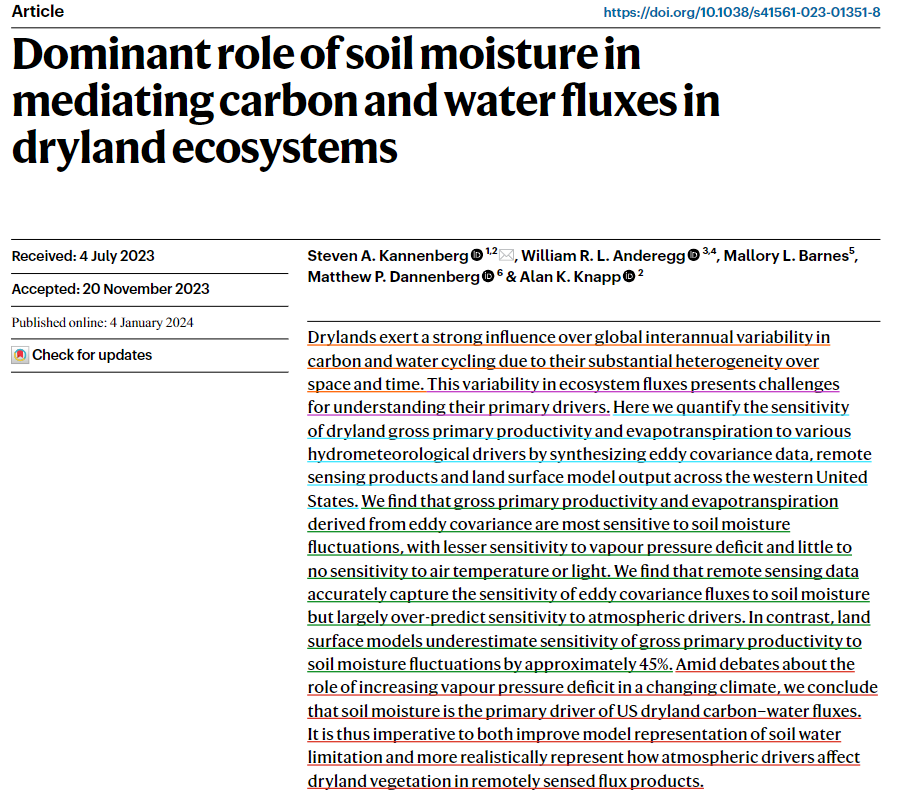 Article
https://doi.org/10.1038/s41561-023-01351-8
Dominant role of soil moisture in
mediating carbon and water fluxes in
dryland ecosystems
Received: 4 July 2023
Accepted: 20 November 2023
Published online: 4 January 2024
Check for updates
Steven A. Kannenberg 1,2, William R. L. Anderegg 3,4, Mallory L. Barnes5,
Matthew P. Dannenberg 6 & Alan K. Knapp 2
Drylands exert a strong influence over global interannual variability in
carbon and water cycling due to their substantial heterogeneity over
space and time. This variability in ecosystem fluxes presents challenges
for understanding their primary drivers. Here we quantify the sensitivity
of dryland gross primary productivity and evapotranspiration to various
hydrometeorological drivers by synthesizing eddy covariance data, remote
sensing products and land surface model output across the western United
States. We find that gross primary productivity and evapotranspiration
derived from eddy covariance are most sensitive to soil moisture
fluctuations, with lesser sensitivity to vapour pressure deficit and little to
no sensitivity to air temperature or light. We find that remote sensing data
accurately capture the sensitivity of eddy covariance fluxes to soil moisture
but largely over-predict sensitivity to atmospheric drivers. In contrast, land
surface models underestimate sensitivity of gross primary productivity to
soil moisture fluctuations by approximately 45%. Amid debates about the
role of increasing vapour pressure deficit in a changing climate, we conclude
that soil moisture is the primary driver of US dryland carbon–water fluxes.
It is thus imperative to both improve model representation of soil water
limitation and more realistically represent how atmospheric drivers affect
dryland vegetation in remotely sensed flux products.